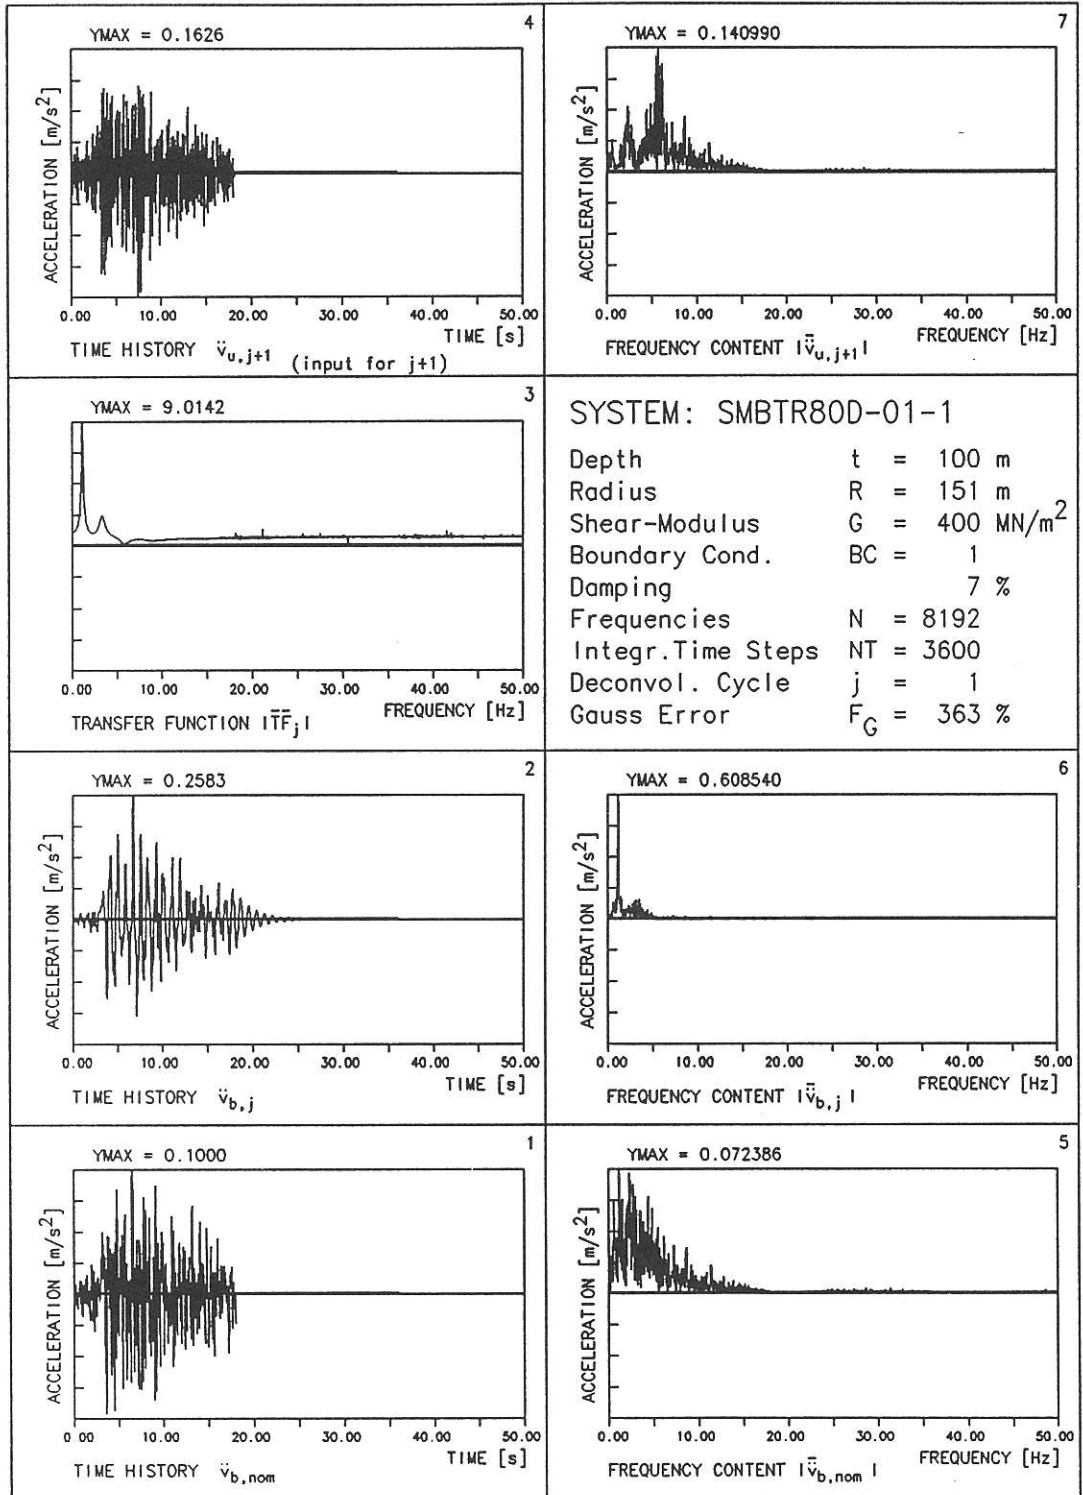 4
YMAX = 0.1626
ACCELERATION [m/s²]
0.00 10.00 20.00 30.00 40.00 50.00
TIME [s]
TIME HISTORY v̈u,j+1 (input for j+1)
7
YMAX = 0.140990
ACCELERATION [m/s²]
0.00 10.00 20.00 30.00 40.00 50.00
FREQUENCY [Hz]
FREQUENCY CONTENT |v̈̄u,j+1|
3
YMAX = 9.0142
0.00 10.00 20.00 30.00 40.00 50.00
FREQUENCY [Hz]
TRANSFER FUNCTION |T̄F̄j|
SYSTEM: SMBTR80D-01-1
Depth t = 100 m
Radius R = 151 m
Shear-Modulus G = 400 MN/m²
Boundary Cond. BC = 1
Damping 7 %
Frequencies N = 8192
Integr.Time Steps NT = 3600
Deconvol. Cycle j = 1
Gauss Error FG = 363 %
2
YMAX = 0.2583
ACCELERATION [m/s²]
0.00 10.00 20.00 30.00 40.00 50.00
TIME [s]
TIME HISTORY v̈b,j
6
YMAX = 0.608540
ACCELERATION [m/s²]
0.00 10.00 20.00 30.00 40.00 50.00
FREQUENCY [Hz]
FREQUENCY CONTENT |v̈̄b,j|
1
YMAX = 0.1000
ACCELERATION [m/s²]
0 00 10.00 20.00 30.00 40.00 50.00
TIME [s]
TIME HISTORY v̈b,nom
5
YMAX = 0.072386
ACCELERATION [m/s²]
0.00 10.00 20.00 30.00 40.00 50.00
FREQUENCY [Hz]
FREQUENCY CONTENT |v̈̄b,nom|